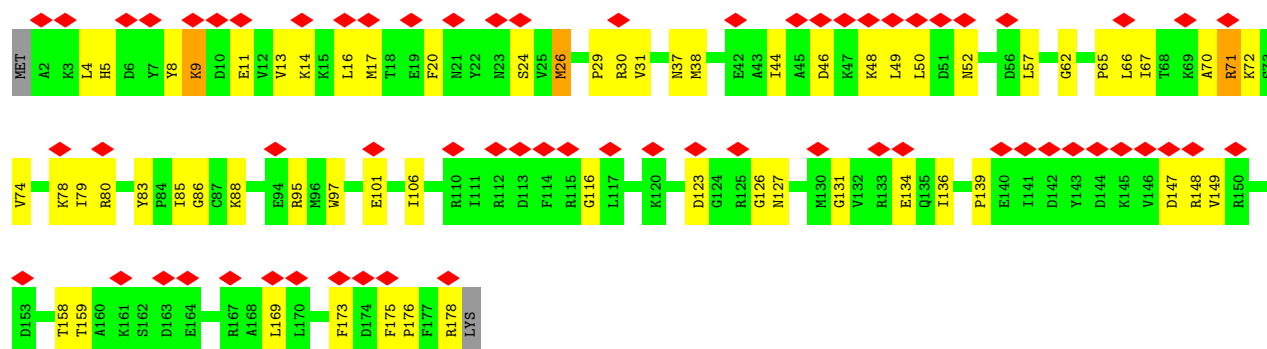 MET A2 K3 L4 H5 D6 Y7 Y8 K9 D10 E11 V12 V13 K14 K15 L16 M17 T18 E19 F20 N21 Y22 N23 S24 V25 M26 P29 R30 V31 N37 M38 E42 A43 I44 A45 D46 K47 K48 L49 L50 D51 N52 D56 L57 G62 P65 L66 I67 T68 K69 A70 R71 K72
V74 K78 I79 R80 Y83 P84 I85 G86 C87 K88 E94 R95 M96 W97 E101 I106 R110 I111 R112 D113 F114 R115 G116 L117 K120 D123 G124 R125 G126 N127 M130 G131 V132 R133 E134 Q135 I136 P139 E140 I141 D142 Y143 D144 K145 V146 D147 R148 V149 R150
D153 T158 T159 A160 K161 S162 D163 E164 R167 A168 L169 L170 F173 D174 F175 P176 F177 R178 LYS